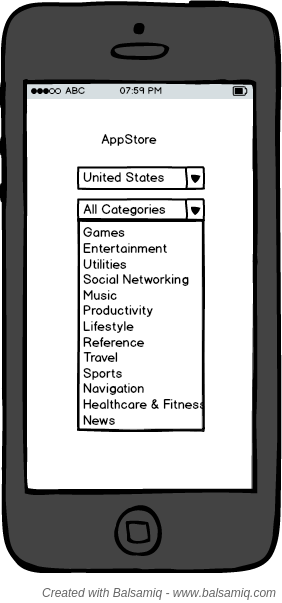 ABC 07:59 PM
AppStore
United States
All Categories
Games
Entertainment
Utilities
Social Networking
Music
Productivity
Lifestyle
Reference
Travel
Sports
Navigation
Healthcare & Fitness
News
Created with Balsamiq - www.balsamiq.com